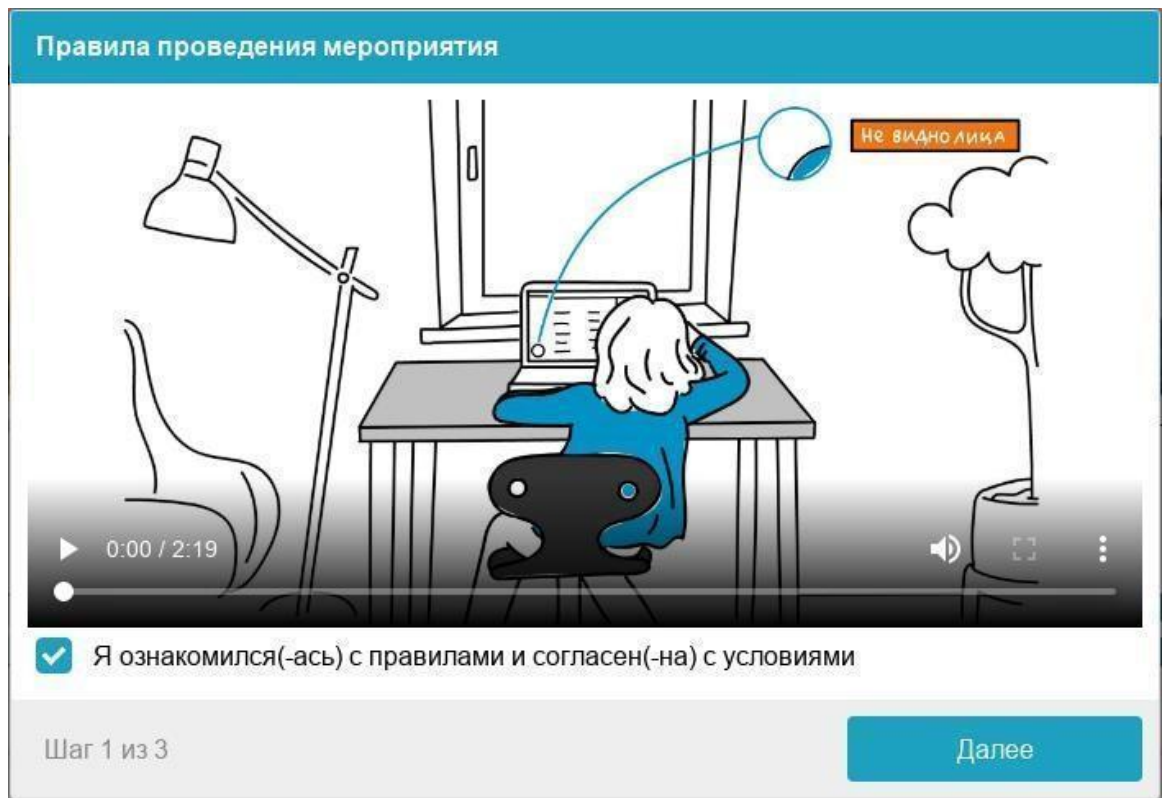 Правила проведения мероприятия
Не видно лица
0:00 / 2:19
Я ознакомился(-ась) с правилами и согласен(-на) с условиями
Шаг 1 из 3
Далее